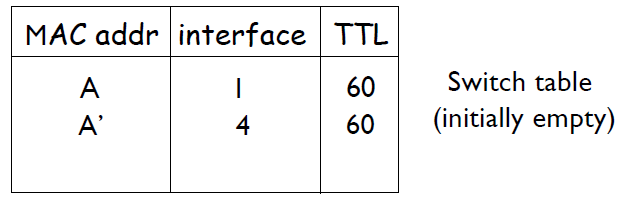 MAC addr interface TTL
A 1 60
A’ 4 60
Switch table
(initially empty)